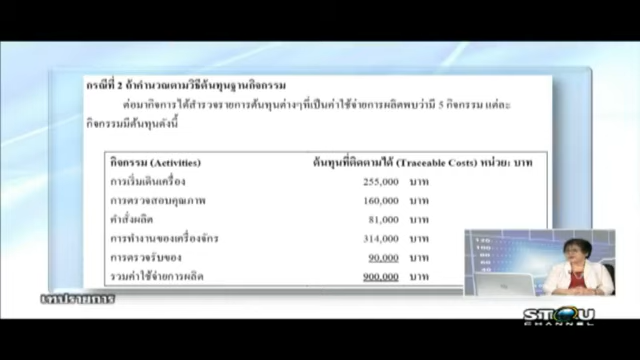 กรณีที่ 2 ถ้าคำนวณตามวิธีต้นทุนฐานกิจกรรม
ต่อมากิจการได้สำรวจรายการต้นทุนต่างๆที่เป็นค่าใช้จ่ายการผลิตพบว่ามี 5 กิจกรรม แต่ละ
กิจกรรมมีต้นทุนดังนี้
กิจกรรม (Activities) ต้นทุนที่ติดตามได้ (Traceable Costs) หน่วย: บาท
การเริ่มเดินเครื่อง 255,000 บาท
การตรวจสอบคุณภาพ 160,000 บาท
คำสั่งผลิต 81,000 บาท
การทำงานของเครื่องจักร 314,000 บาท
การตรวจรับของ 90,000 บาท
รวมค่าใช้จ่ายการผลิต 900,000 บาท
120
100
80
60
40
เทปรายการ
STOU
CHANNEL